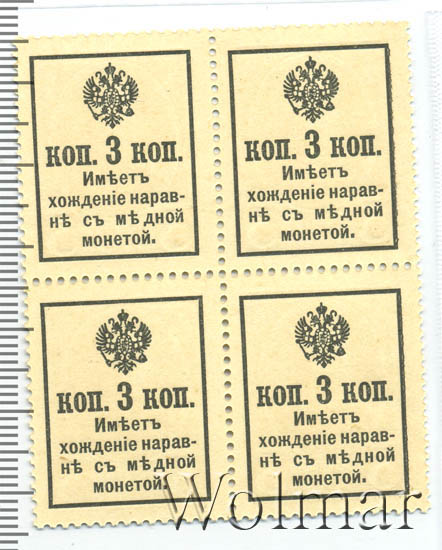 коп. 3 коп.
Имѣетъ
хожденіе нарав-
нѣ съ мѣдной
монетой.
коп. 3 коп.
Имѣетъ
хожденіе нарав-
нѣ съ мѣдной
монетой.
коп. 3 коп.
Имѣетъ
хожденіе нарав-
нѣ съ мѣдной
монетой.
коп. 3 коп.
Имѣетъ
хожденіе нарав-
нѣ съ мѣдной
монетой.
Wolmar